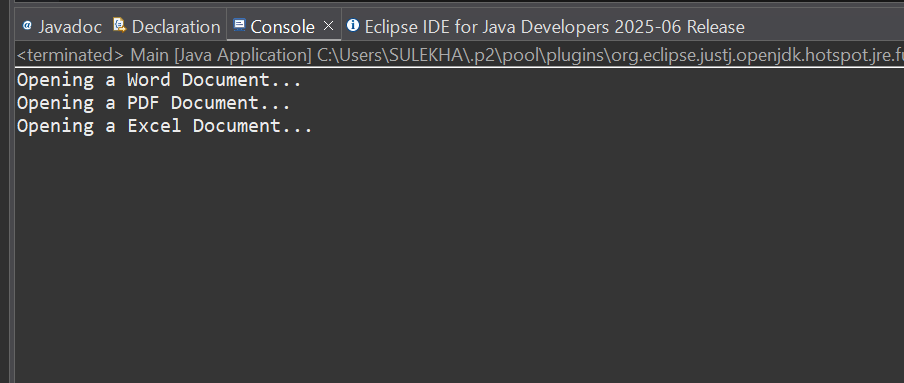 @ Javadoc Declaration Console × Eclipse IDE for Java Developers 2025-06 Release
<terminated> Main [Java Application] C:\Users\SULEKHA\.p2\pool\plugins\org.eclipse.justj.openjdk.hotspot.jre.fu
Opening a Word Document...
Opening a PDF Document...
Opening a Excel Document...